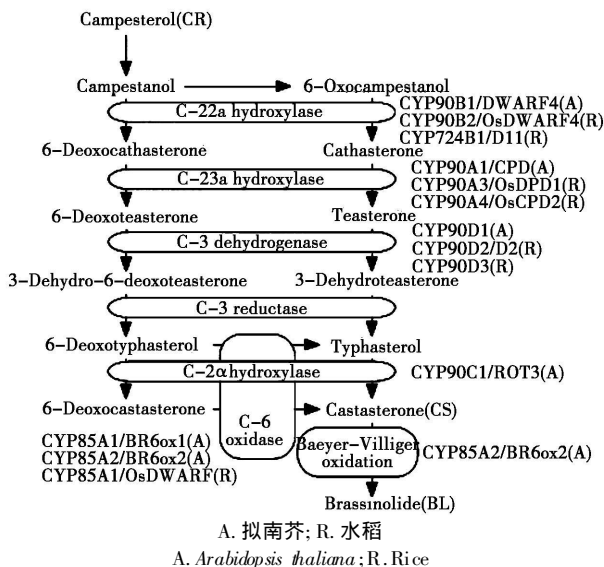 Campesterol(CR)
Campestanol
6-Oxocampestanol
C-22a hydroxylase
CYP90B1/DWARF4(A)
CYP90B2/OsDWARF4(R)
CYP724B1/D11(R)
6-Deoxocathasterone
Cathasterone
C-23a hydroxylase
CYP90A1/CPD(A)
CYP90A3/OsDPD1(R)
CYP90A4/OsCPD2(R)
6-Deoxoteasterone
Teasterone
C-3 dehydrogenase
CYP90D1(A)
CYP90D2/D2(R)
CYP90D3(R)
3-Dehydro-6-deoxoteasterone
3-Dehydroteasterone
C-3 reductase
6-Deoxotyphasterol
Typhasterol
C-2α hydroxylase
CYP90C1/ROT3(A)
6-Deoxocastasterone
Castasterone(CS)
C-6
oxidase
CYP85A1/BR6ox1(A)
CYP85A2/BR6ox2(A)
CYP85A1/OsDWARF(R)
Baeyer-Villiger
oxidation
CYP85A2/BR6ox2(A)
Brassinolide(BL)
A. 拟南芥; R. 水稻
A. Arabidopsis thaliana; R. Rice